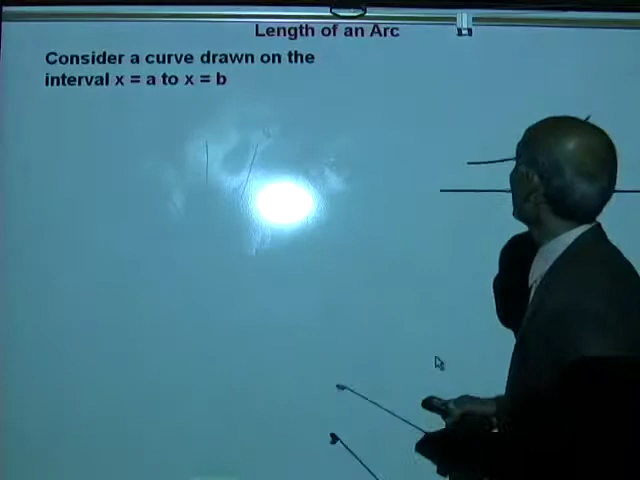 Length of an Arc
Consider a curve drawn on the
interval x = a to x = b